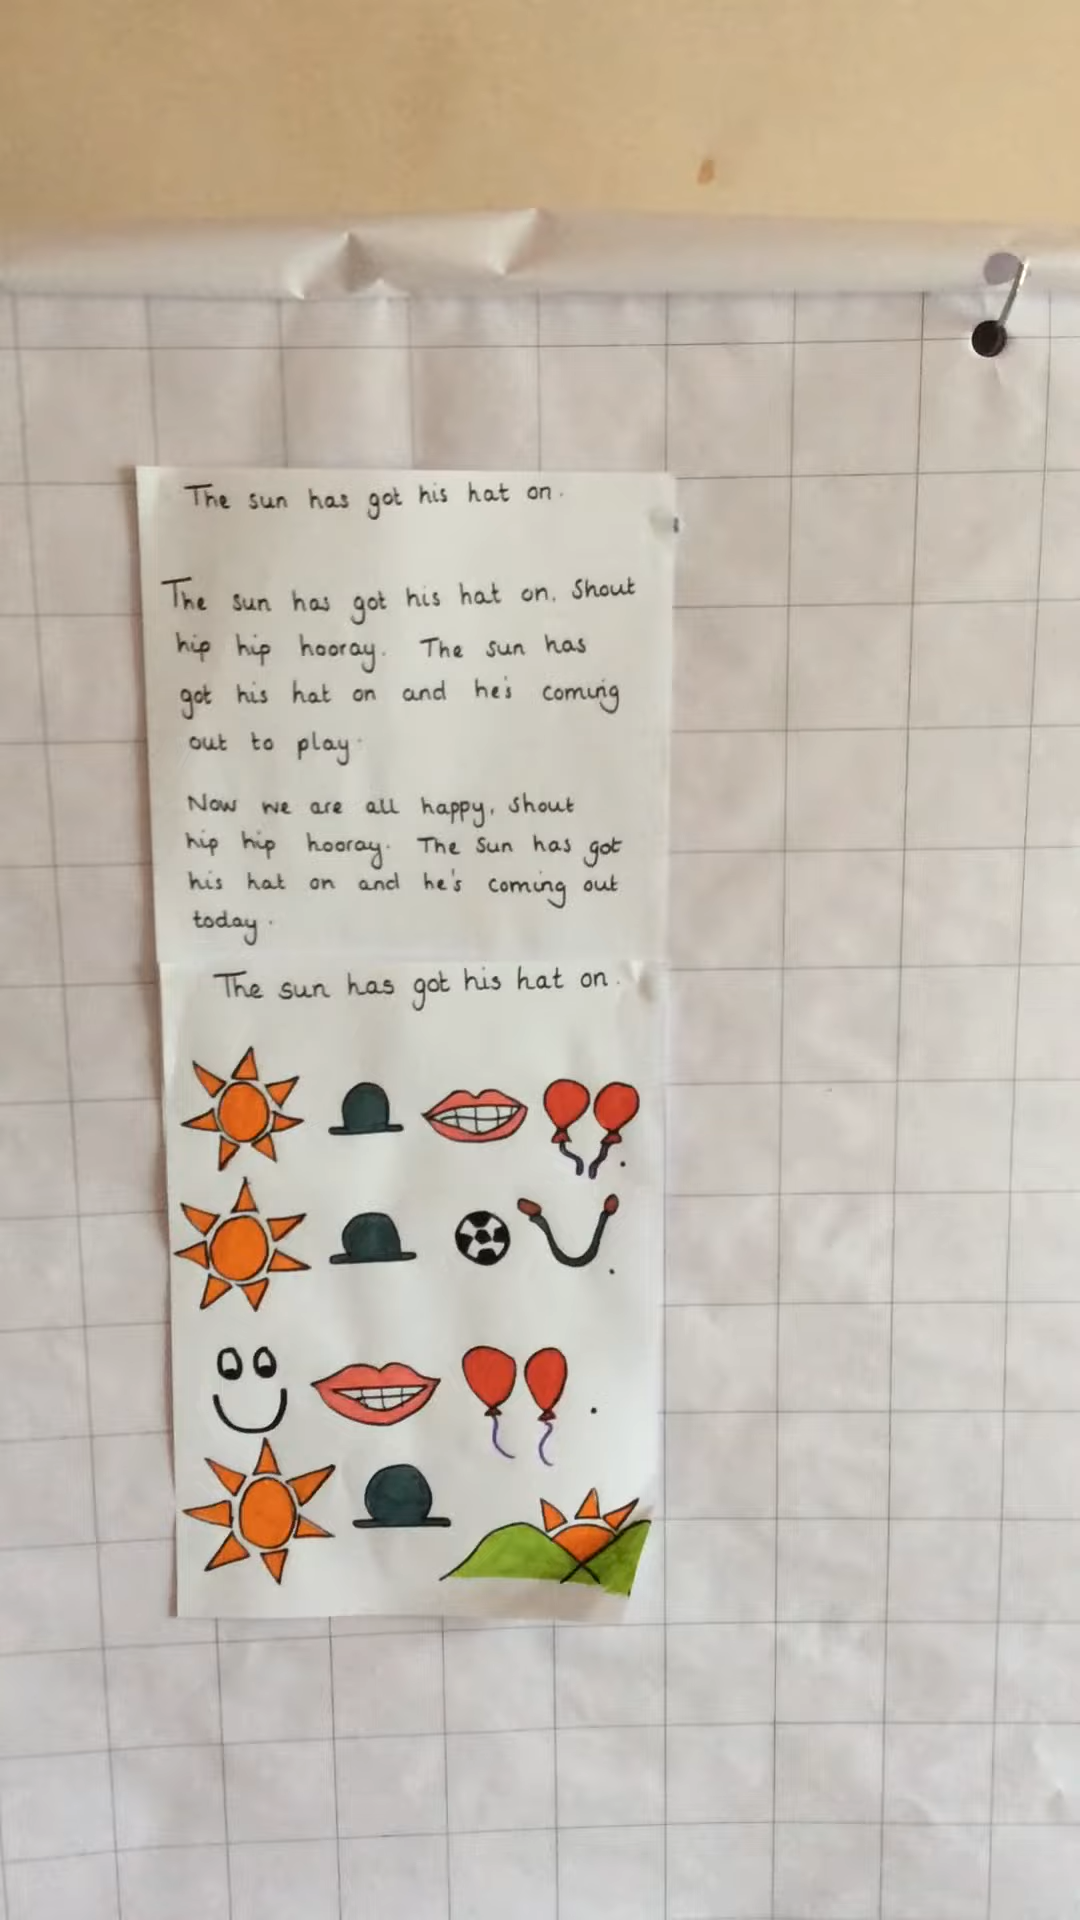 The sun has got his hat on.
The sun has got his hat on. Shout
hip hip hooray. The sun has
got his hat on and he's coming
out to play.
Now we are all happy, shout
hip hip hooray. The Sun has got
his hat on and he's coming out
today.
The sun has got his hat on.